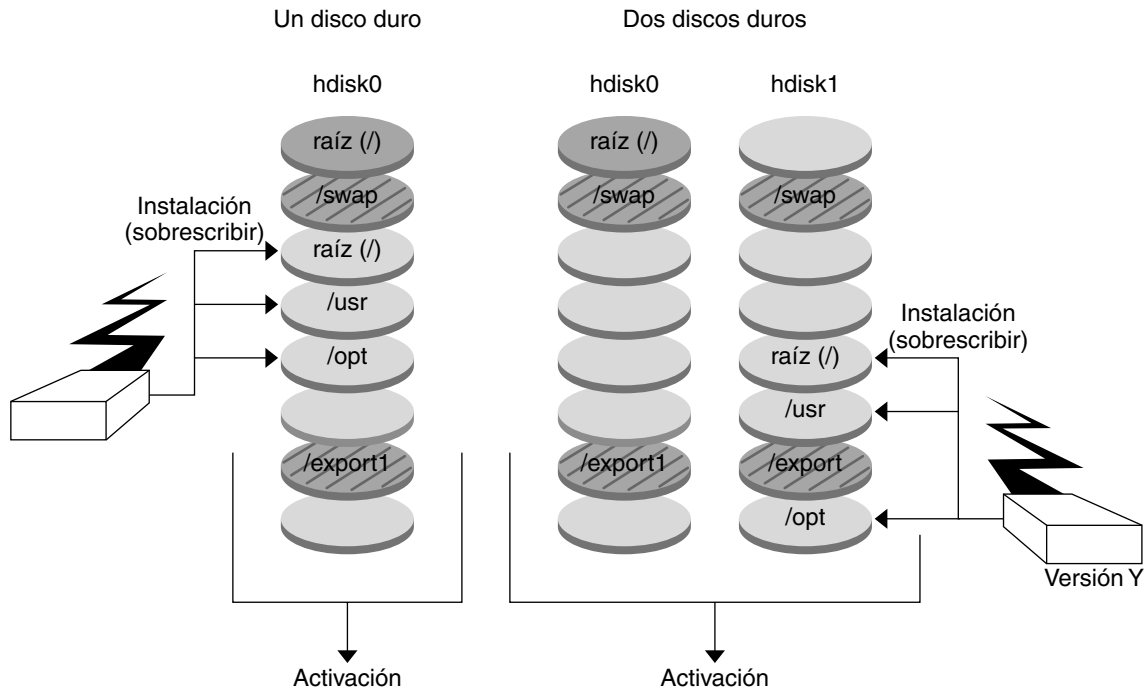 Un disco duro
Dos discos duros
hdisk0
hdisk0
hdisk1
raíz (/)
/swap
raíz (/)
/usr
/opt
/export1
Instalación
(sobrescribir)
raíz (/)
/swap
/export1
/swap
raíz (/)
/usr
/export
/opt
Instalación
(sobrescribir)
Versión Y
Activación
Activación